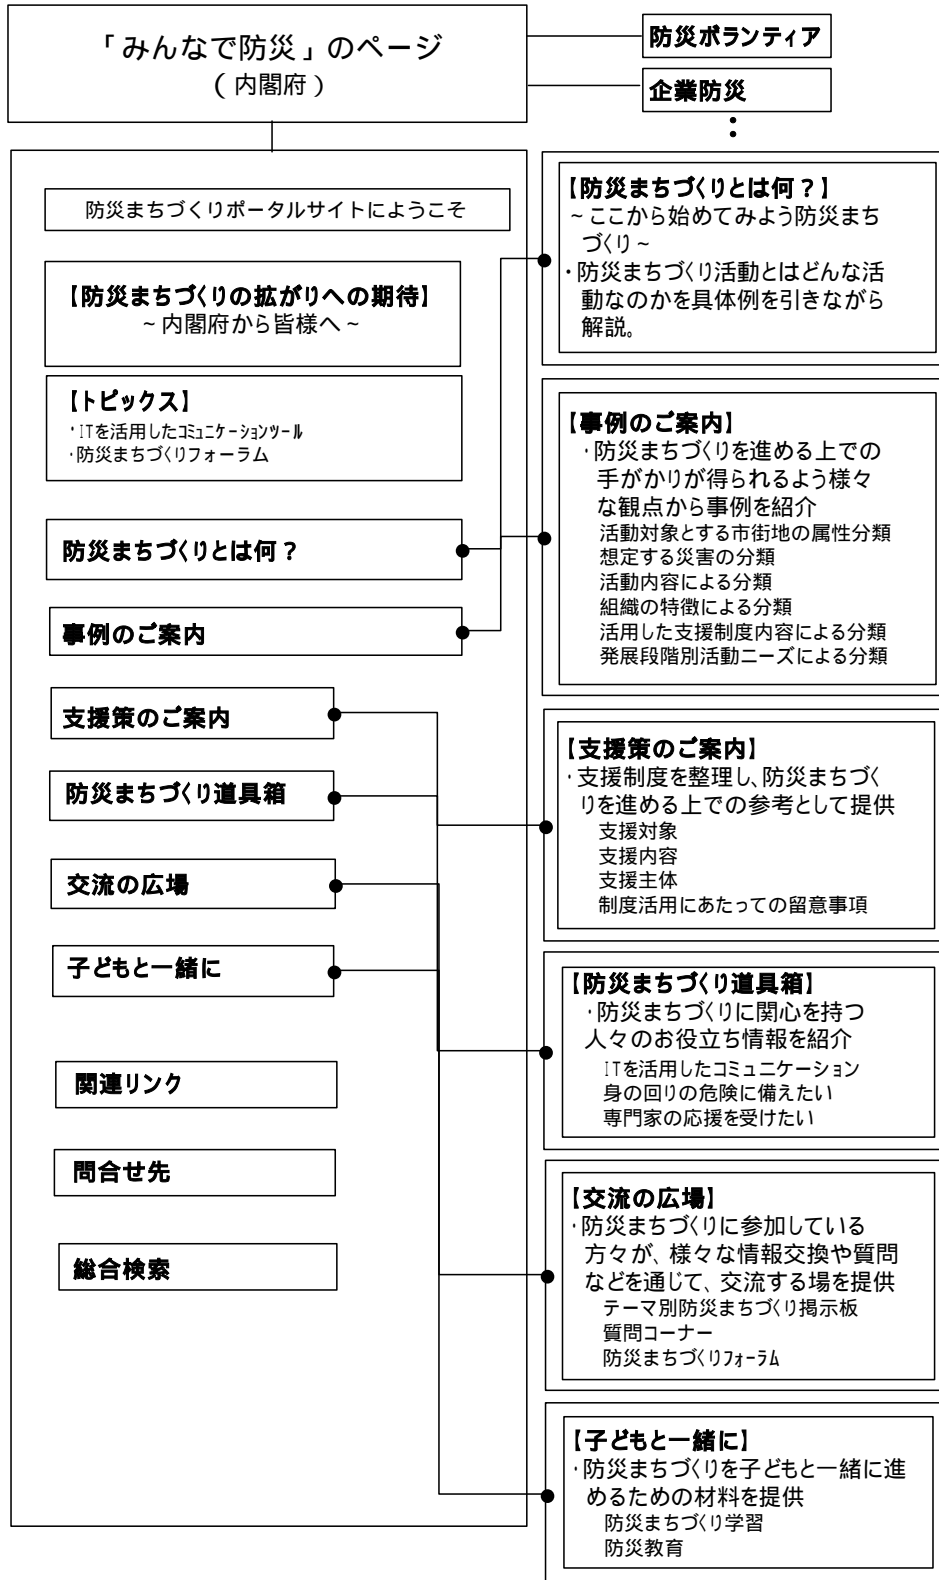 「みんなで防災」のページ
(内閣府)
防災ボランティア
企業防災
:
防災まちづくりポータルサイトにようこそ
【防災まちづくりの拡がりへの期待】
~内閣府から皆様へ~
【トピックス】
・ITを活用したコミュニケーションツール
・防災まちづくりフォーラム
防災まちづくりとは何?
事例のご案内
支援策のご案内
防災まちづくり道具箱
交流の広場
子どもと一緒に
関連リンク
問合せ先
総合検索
【防災まちづくりとは何?】
~ここから始めてみよう防災まち
づくり~
・防災まちづくり活動とはどんな活
動なのかを具体例を引きながら
解説。
【事例のご案内】
・防災まちづくりを進める上での
手がかりが得られるよう様々
な観点から事例を紹介
活動対象とする市街地の属性分類
想定する災害の分類
活動内容による分類
組織の特徴による分類
活用した支援制度内容による分類
発展段階別活動ニーズによる分類
【支援策のご案内】
・支援制度を整理し、防災まちづく
りを進める上での参考として提供
支援対象
支援内容
支援主体
制度活用にあたっての留意事項
【防災まちづくり道具箱】
・防災まちづくりに関心を持つ
人々のお役立ち情報を紹介
ITを活用したコミュニケーション
身の回りの危険に備えたい
専門家の応援を受けたい
【交流の広場】
・防災まちづくりに参加している
方々が、様々な情報交換や質問
などを通じて、交流する場を提供
テーマ別防災まちづくり掲示板
質問コーナー
防災まちづくりフォーラム
【子どもと一緒に】
・防災まちづくりを子どもと一緒に進
めるための材料を提供
防災まちづくり学習
防災教育